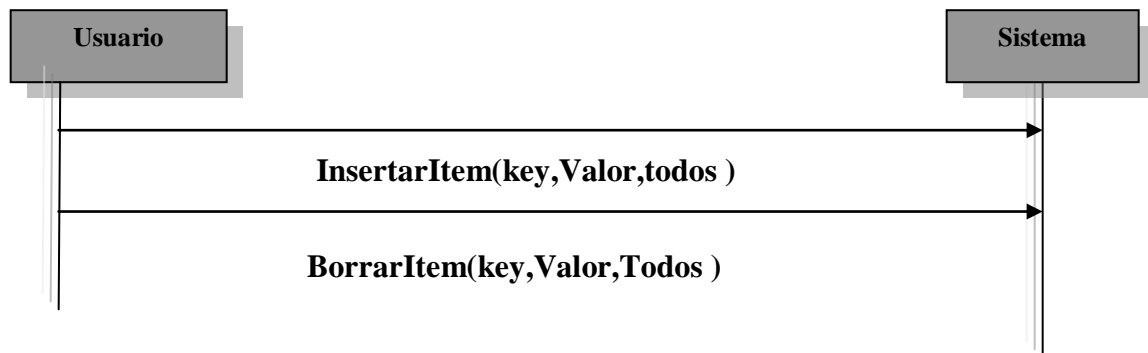 Usuario
Sistema
InsertarItem(key,Valor,todos )
BorrarItem(key,Valor,Todos )